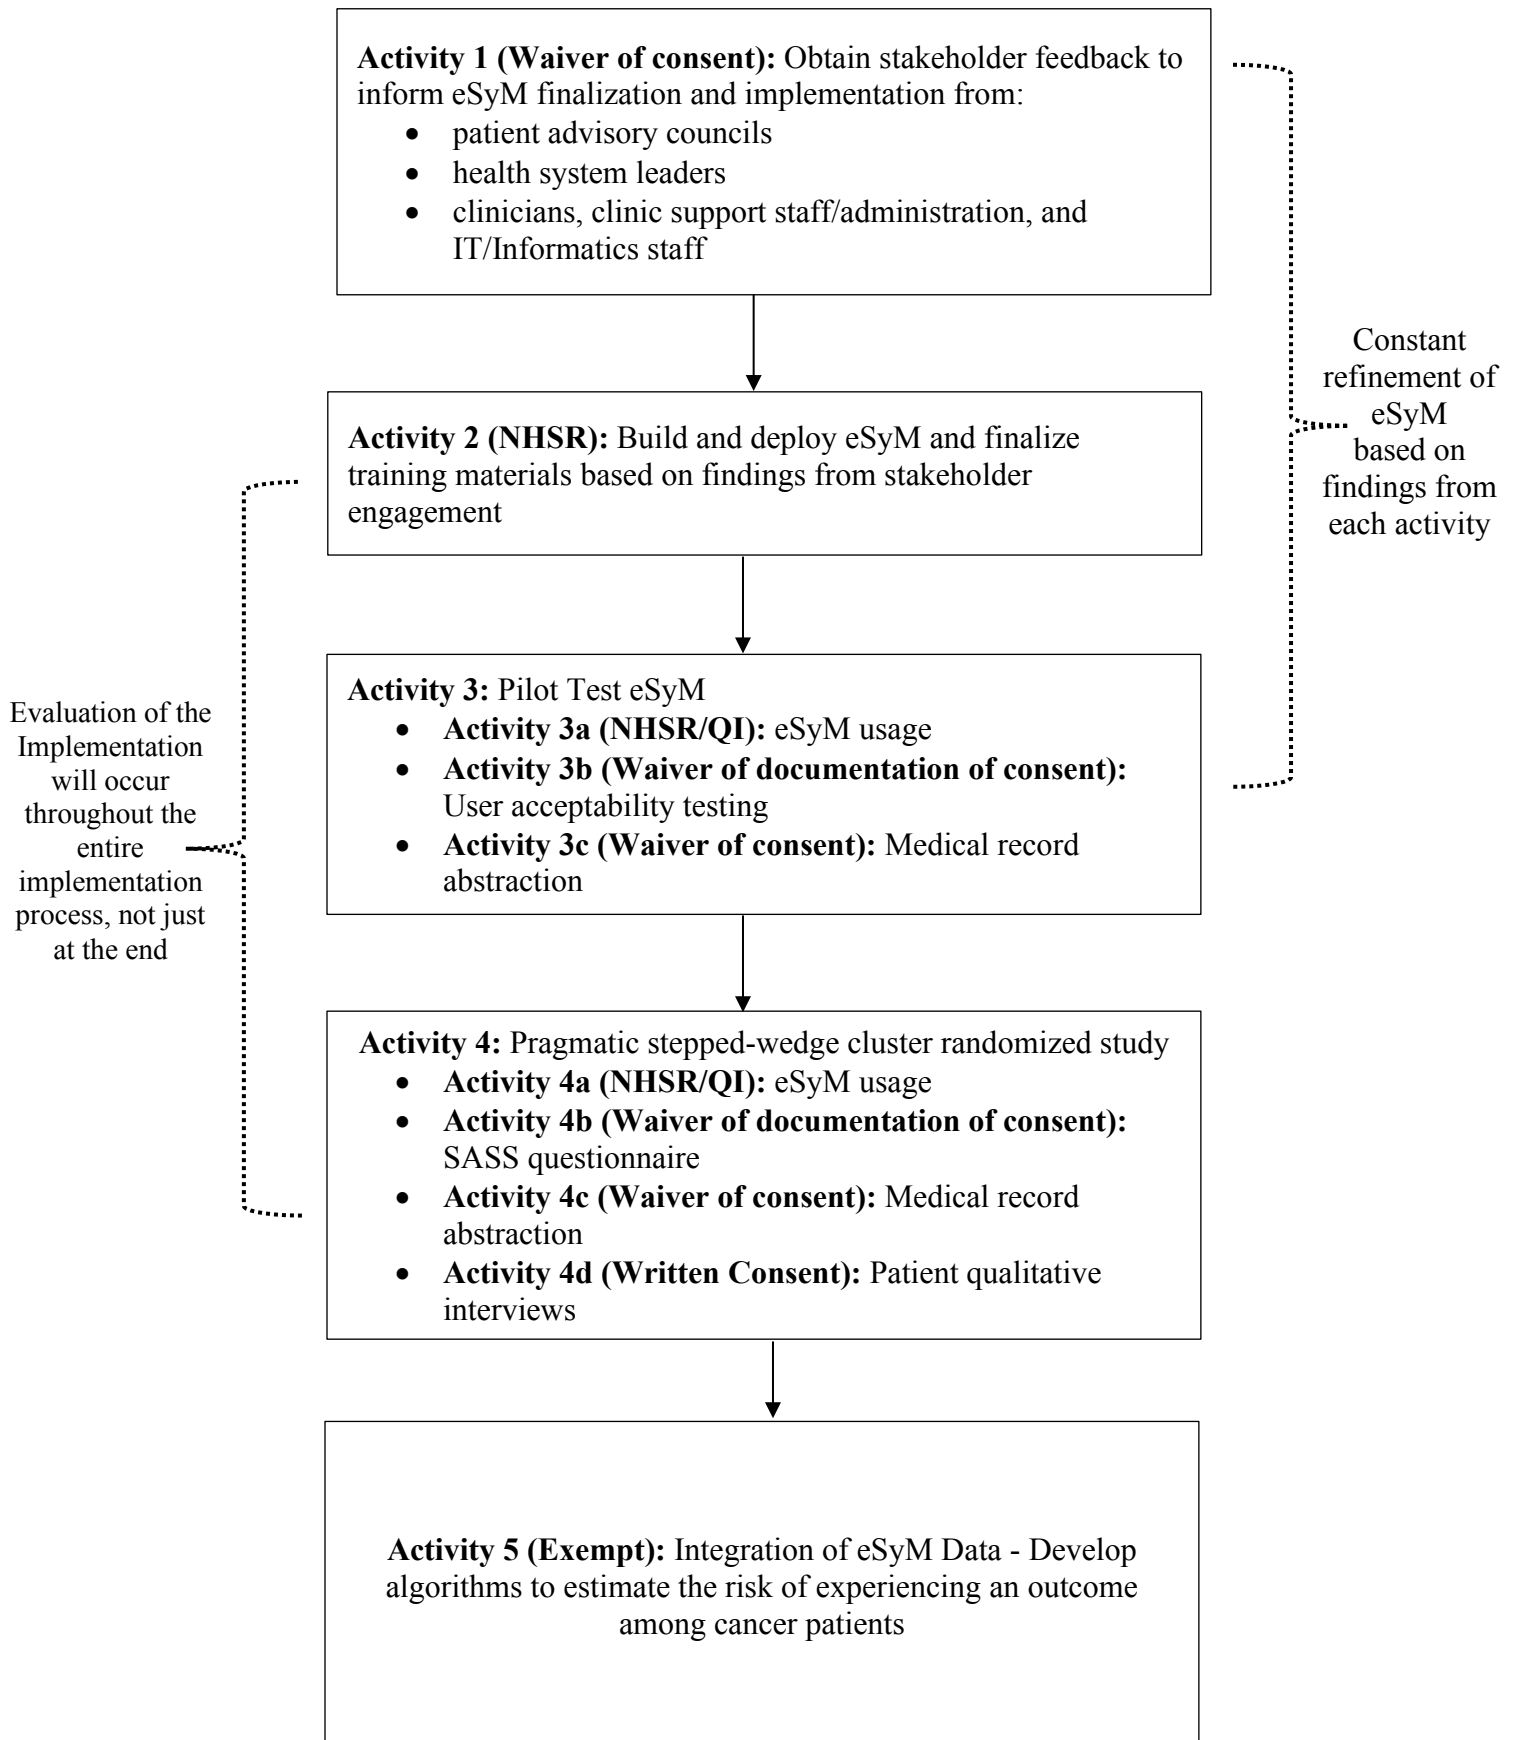 Activity 1 (Waiver of consent): Obtain stakeholder feedback to
inform eSyM finalization and implementation from:
• patient advisory councils
• health system leaders
• clinicians, clinic support staff/administration, and
IT/Informatics staff
Constant
refinement of
eSyM
based on
findings from
each activity
Activity 2 (NHSR): Build and deploy eSyM and finalize
training materials based on findings from stakeholder
engagement
Activity 3: Pilot Test eSyM
• Activity 3a (NHSR/QI): eSyM usage
• Activity 3b (Waiver of documentation of consent):
User acceptability testing
• Activity 3c (Waiver of consent): Medical record
abstraction
Evaluation of the
Implementation
will occur
throughout the
entire
implementation
process, not just
at the end
Activity 4: Pragmatic stepped-wedge cluster randomized study
• Activity 4a (NHSR/QI): eSyM usage
• Activity 4b (Waiver of documentation of consent):
SASS questionnaire
• Activity 4c (Waiver of consent): Medical record
abstraction
• Activity 4d (Written Consent): Patient qualitative
interviews
Activity 5 (Exempt): Integration of eSyM Data - Develop
algorithms to estimate the risk of experiencing an outcome
among cancer patients